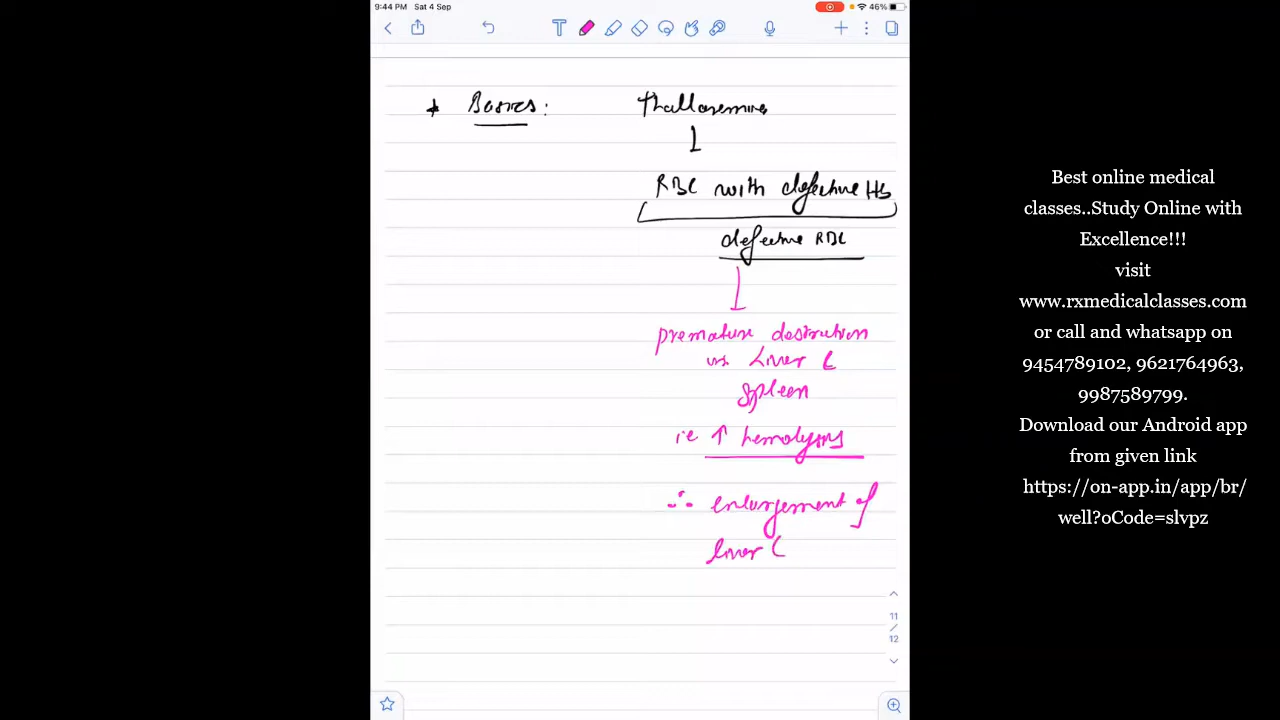 9:44 PM Sat 4 Sep
46%
* Basics: thallasemia
RBC with defective Hb
defective RBC
premature destruction
in Liver &
spleen
i.e ↑ hemolysis
∴ enlargement of
liver (
11
/
12
Best online medical
classes..Study Online with
Excellence!!!
visit
www.rxmedicalclasses.com
or call and whatsapp on
9454789102, 9621764963,
9987589799.
Download our Android app
from given link
https://on-app.in/app/br/
well?oCode=slvpz